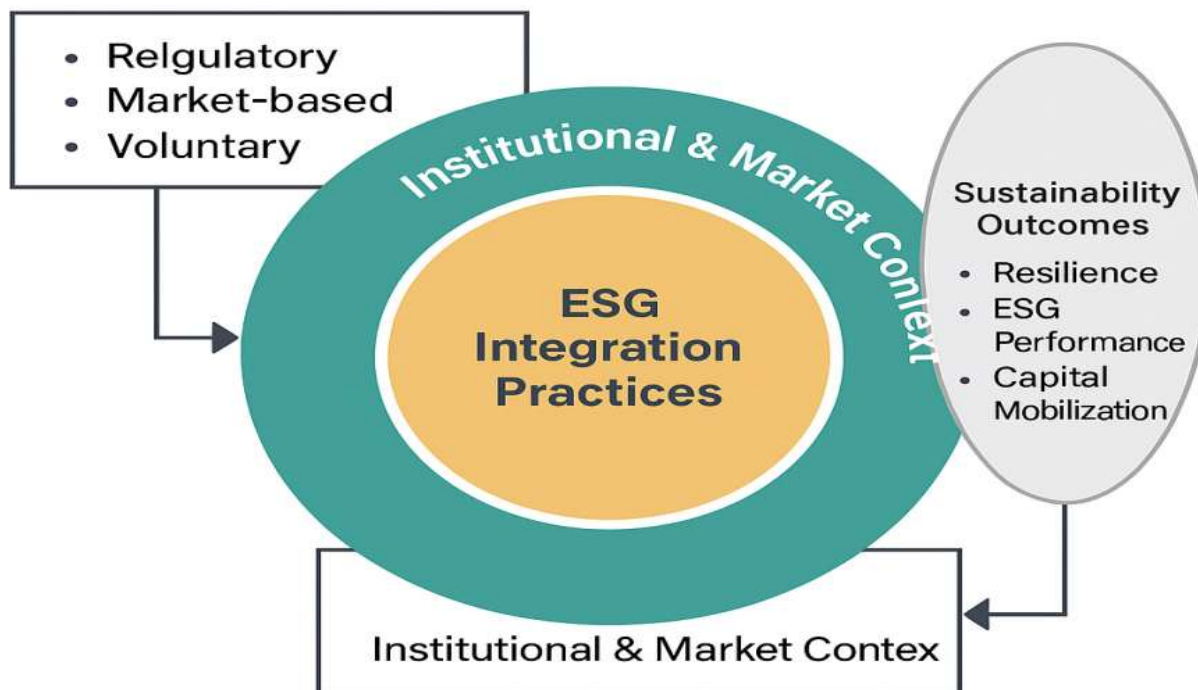 • Relgulatory
• Market-based
• Voluntary
Institutional & Market Context
ESG
Integration
Practices
Sustainability
Outcomes
• Resilience
• ESG
Performance
• Capital
Mobilization
Institutional & Market Contex